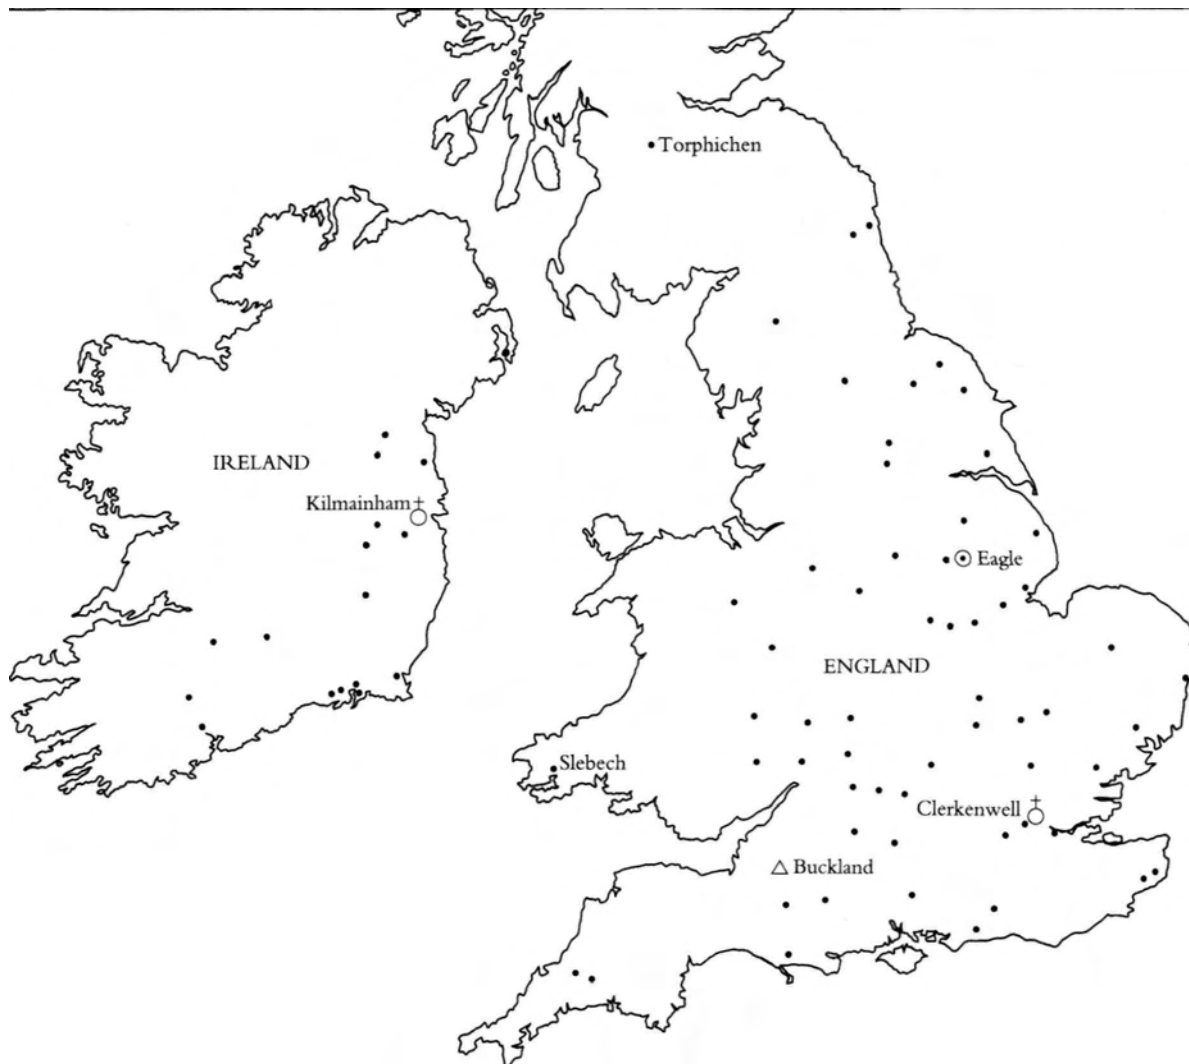 Torphichen
IRELAND
Kilmainham
Eagle
ENGLAND
Slebech
Clerkenwell
Buckland